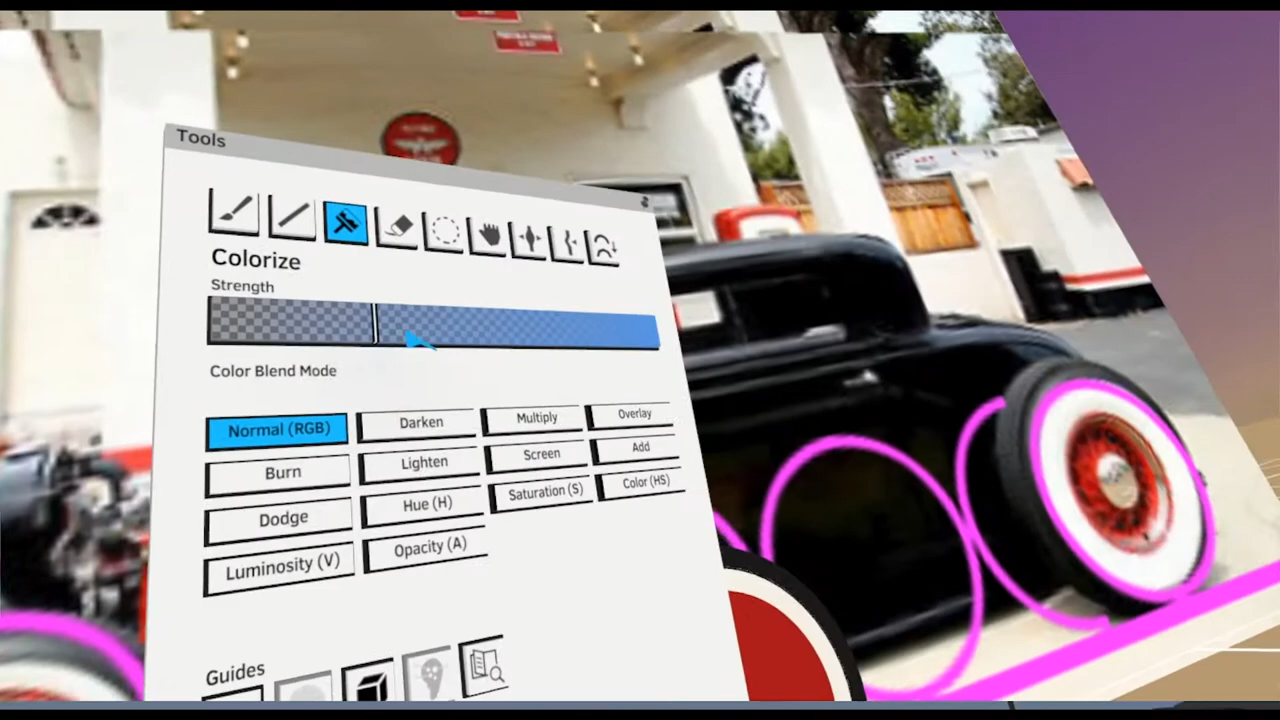 Tools
Colorize
Strength
Color Blend Mode
Normal (RGB)
Darken
Multiply
Overlay
Burn
Lighten
Screen
Add
Dodge
Hue (H)
Saturation (S)
Color (HS)
Luminosity (V)
Opacity (A)
Guides